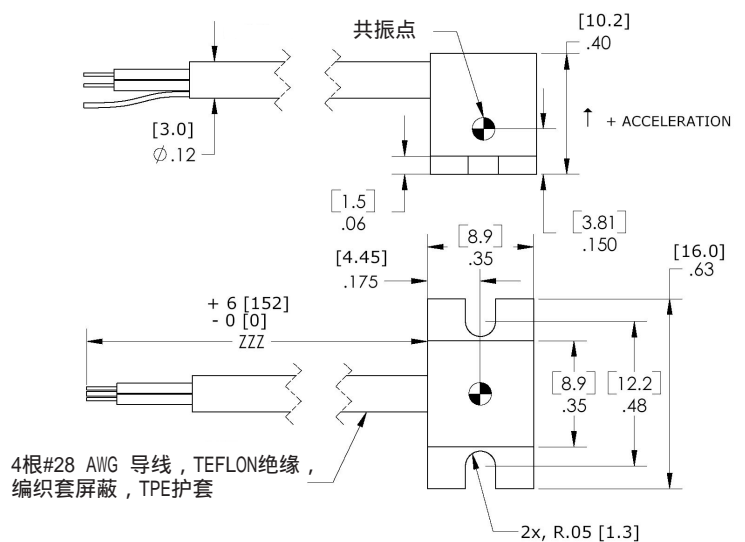 共振点
[10.2]
.40
↑ + ACCELERATION
[3.0]
∅.12
[1.5]
.06
[3.81]
.150
[8.9]
.35
[4.45]
.175
[16.0]
.63
+ 6 [152]
- 0 [0]
ZZZ
[8.9]
.35
[12.2]
.48
4根#28 AWG 导线，TEFLON绝缘，
编织套屏蔽，TPE护套
2x, R.05 [1.3]